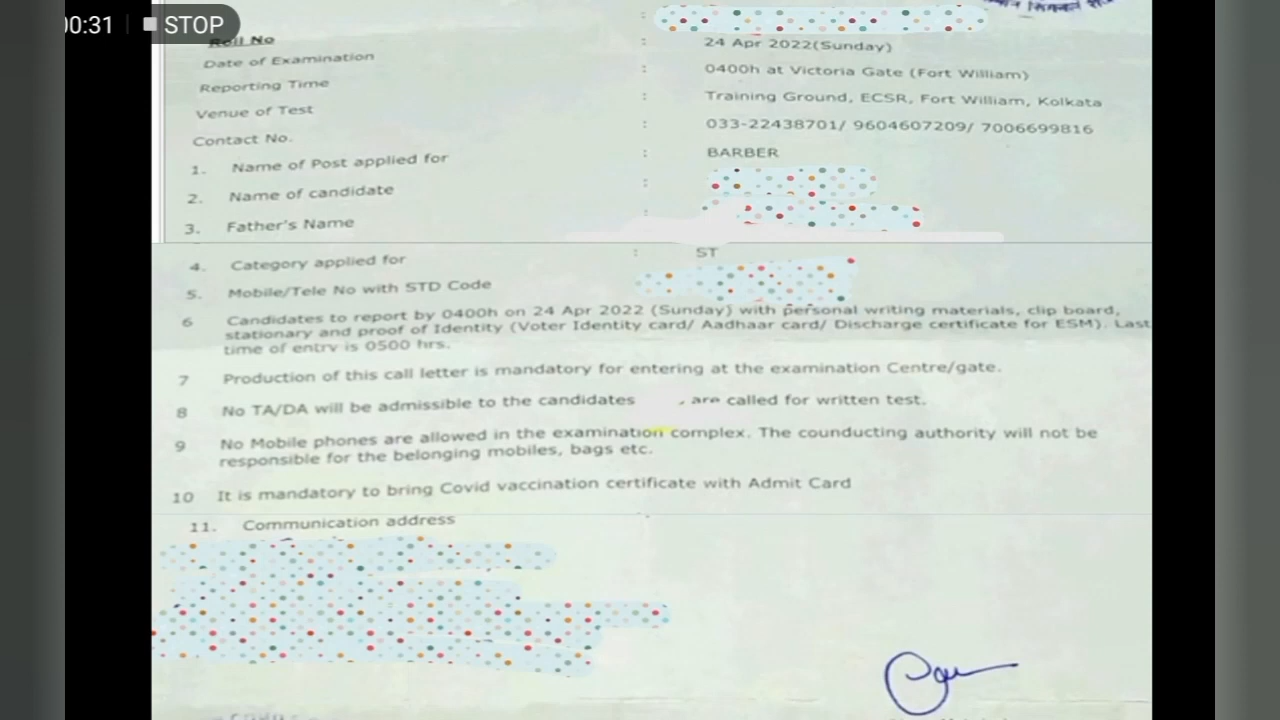 00:31 STOP
Roll No :
Date of Examination : 24 Apr 2022(Sunday)
Reporting Time : 0400h at Victoria Gate (Fort William)
Venue of Test : Training Ground, ECSR, Fort William, Kolkata
Contact No. : 033-22438701/ 9604607209/ 7006699816
1. Name of Post applied for : BARBER
2. Name of candidate :
3. Father's Name :
4. Category applied for : ST
5. Mobile/Tele No with STD Code
6 Candidates to report by 0400h on 24 Apr 2022 (Sunday) with personal writing materials, clip board,
stationary and proof of Identity (Voter Identity card/ Aadhaar card/ Discharge certificate for ESM). Last
time of entry is 0500 hrs.
7 Production of this call letter is mandatory for entering at the examination Centre/gate.
8 No TA/DA will be admissible to the candidates are called for written test.
9 No Mobile phones are allowed in the examination complex. The counducting authority will not be
responsible for the belonging mobiles, bags etc.
10 It is mandatory to bring Covid vaccination certificate with Admit Card
11. Communication address